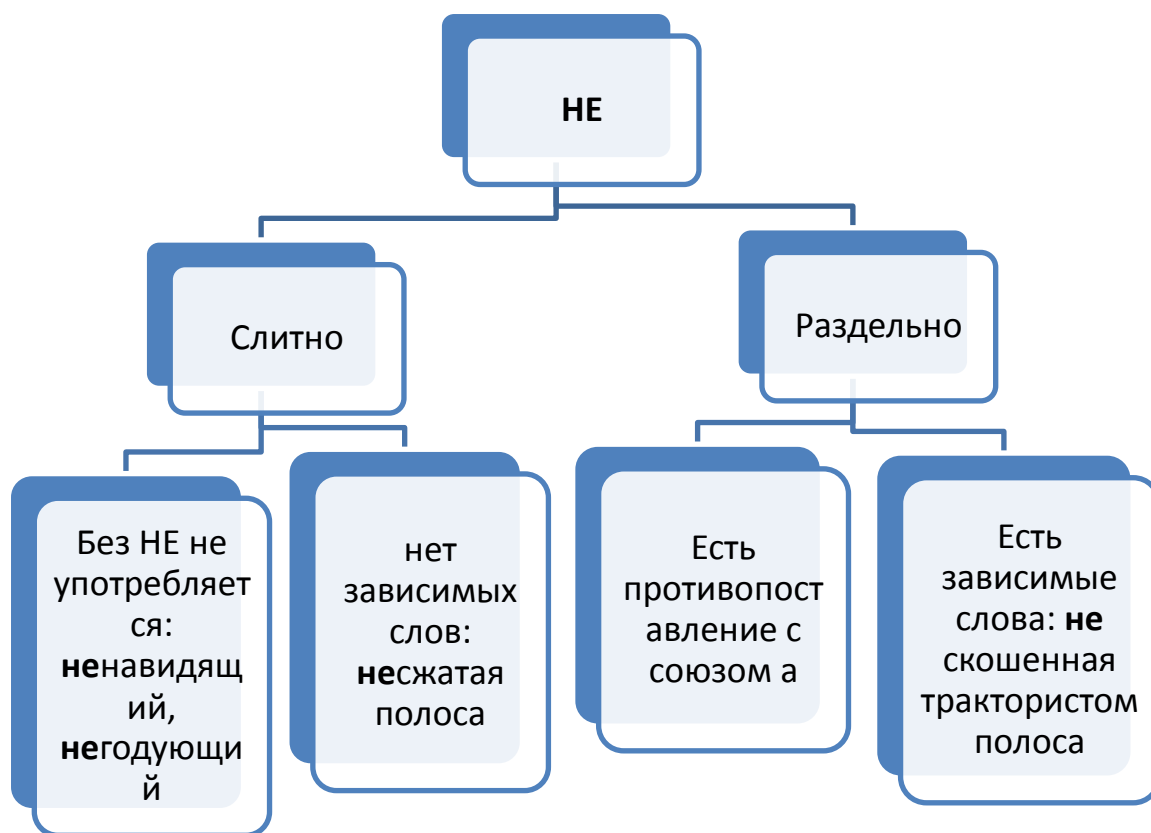 НЕ
Слитно
Раздельно
Без НЕ не
употребляет
ся:
ненавидящ
ий,
негодующи
й
нет
зависимых
слов:
несжатая
полоса
Есть
противопост
авление с
союзом а
Есть
зависимые
слова: не
скошенная
трактористом
полоса